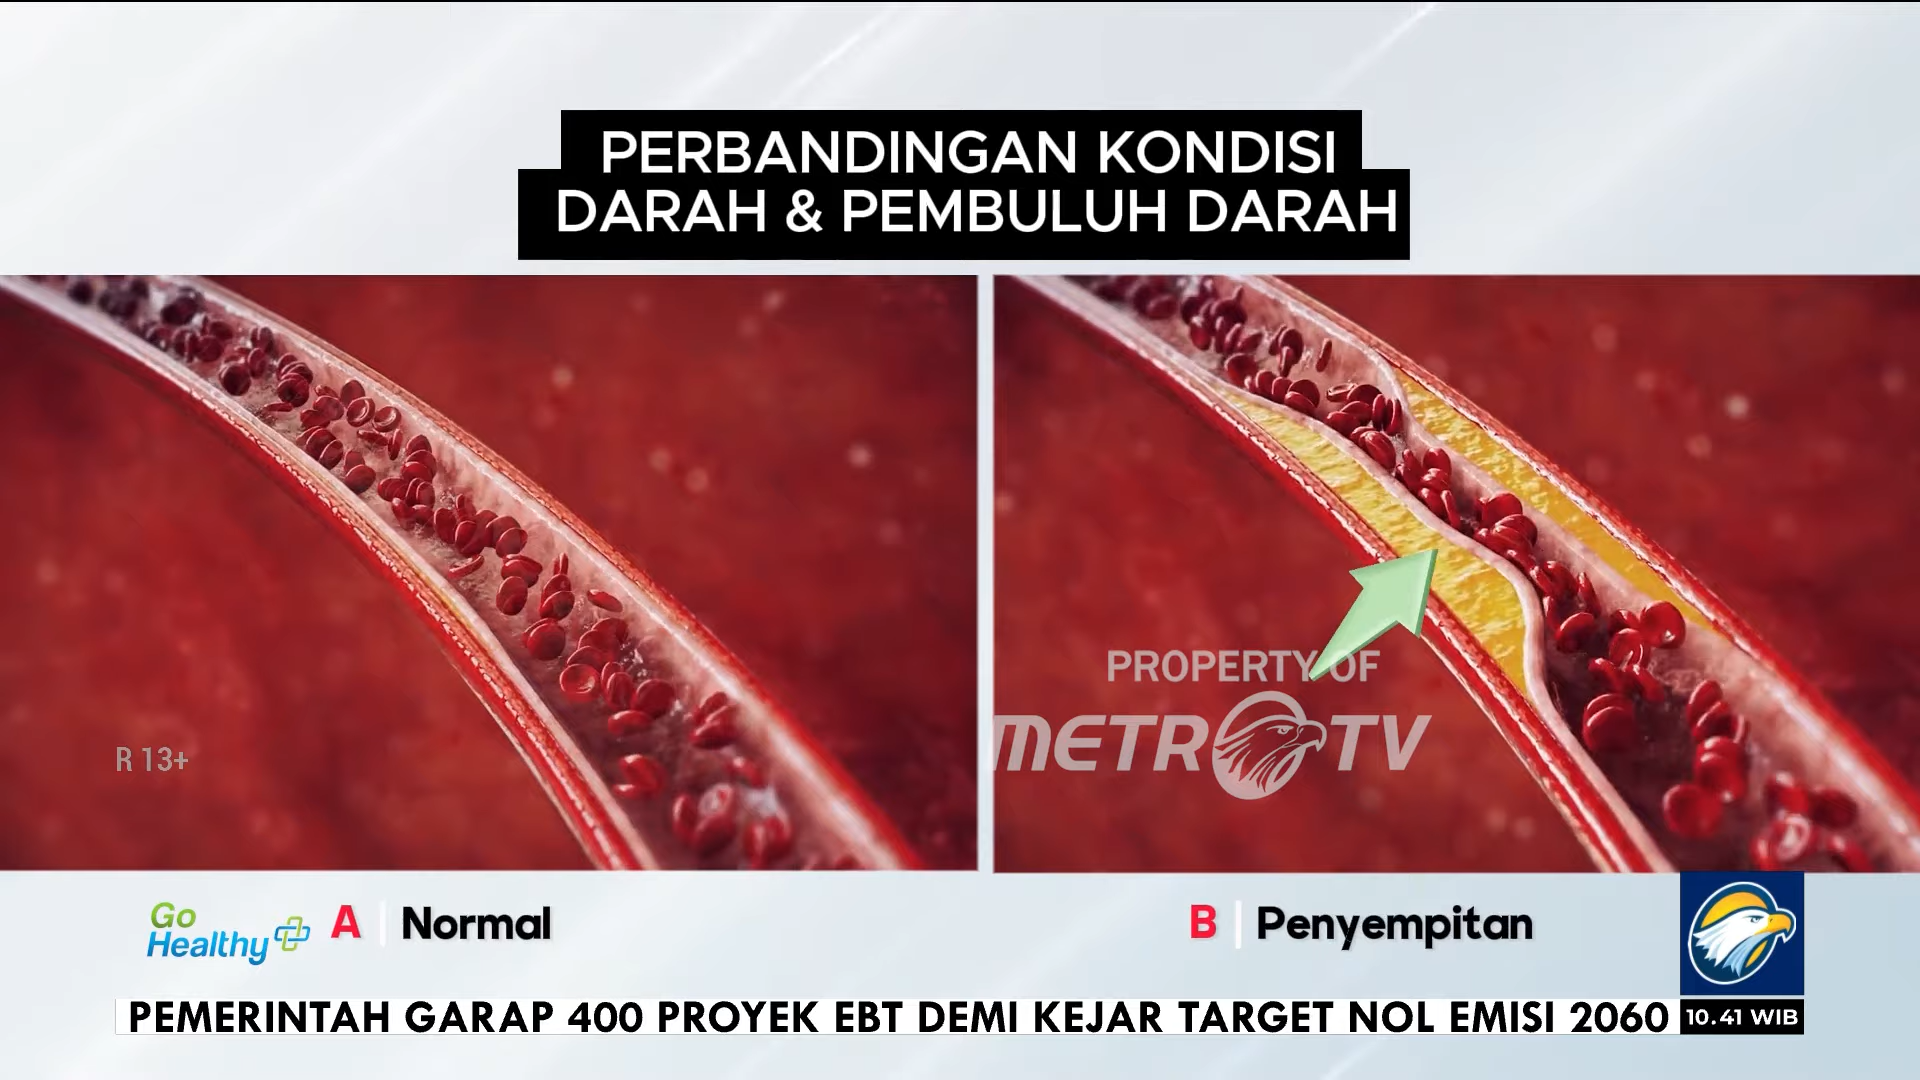 PERBANDINGAN KONDISI
DARAH & PEMBULUH DARAH
R 13+
PROPERTY OF
METRO TV
Go
Healthy
A | Normal
B | Penyempitan
PEMERINTAH GARAP 400 PROYEK EBT DEMI KEJAR TARGET NOL EMISI 2060
10.41 WIB